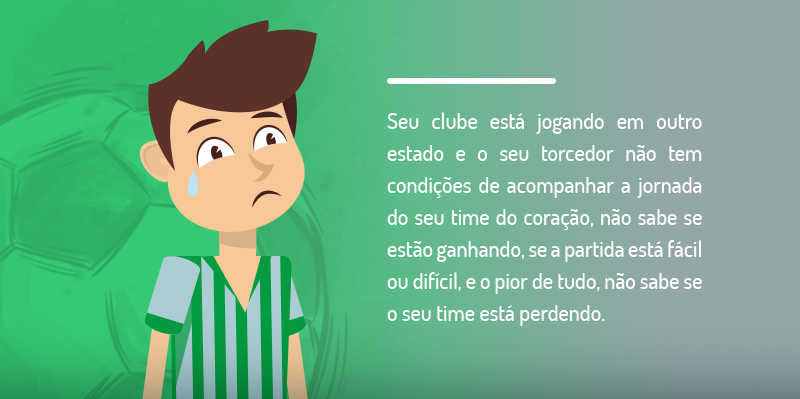 Seu clube está jogando em outro
estado e o seu torcedor não tem
condições de acompanhar a jornada
do seu time do coração, não sabe se
estão ganhando, se a partida está fácil
ou difícil, e o pior de tudo, não sabe se
o seu time está perdendo.